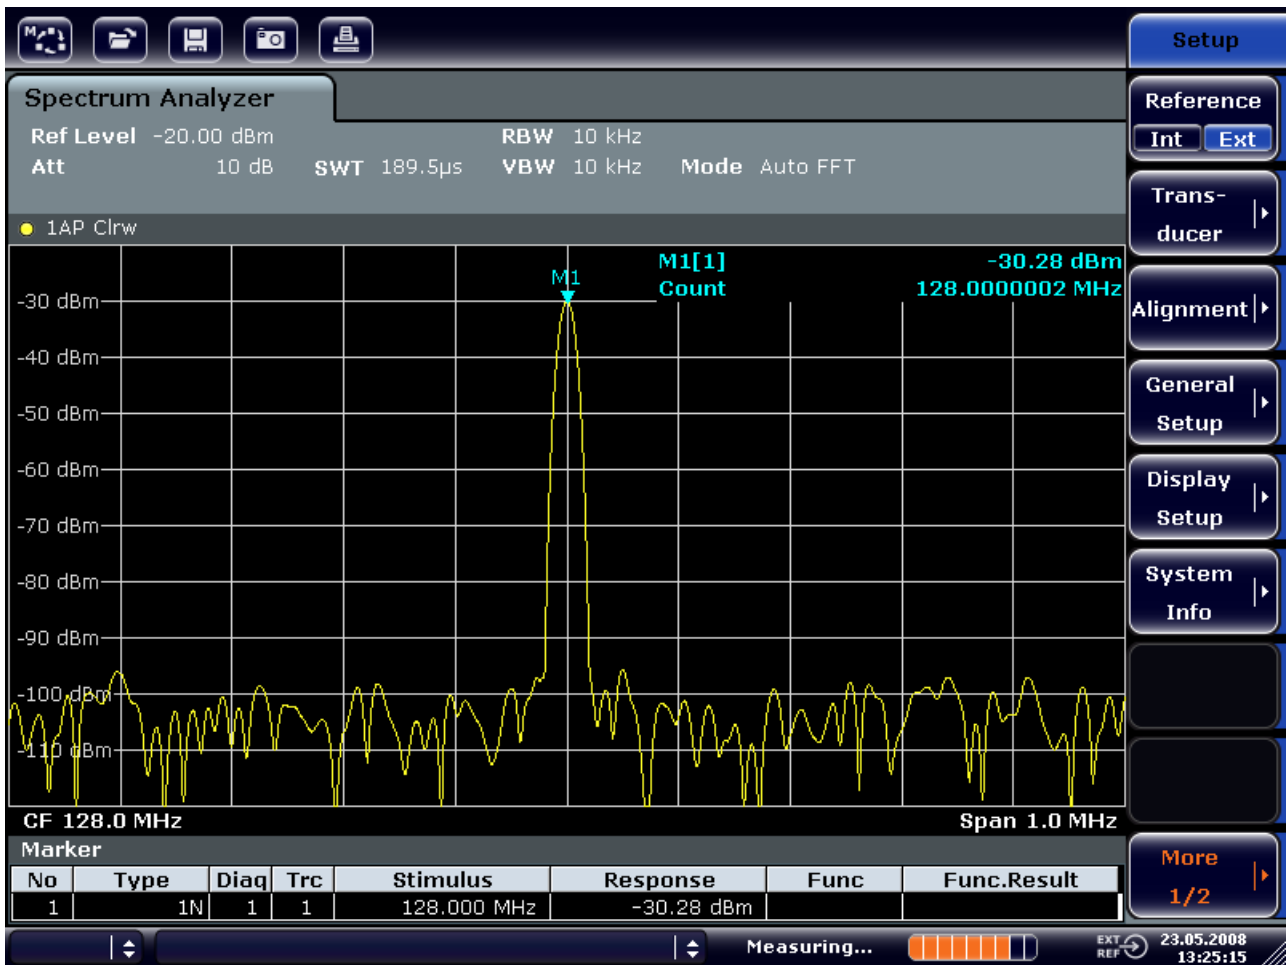 M
Setup
Spectrum Analyzer
Ref Level -20.00 dBm RBW 10 kHz
Att 10 dB SWT 189.5µs VBW 10 kHz Mode Auto FFT
1AP Clrw
M1[1] -30.28 dBm
Count 128.0000002 MHz
M1
-30 dBm
-40 dBm
-50 dBm
-60 dBm
-70 dBm
-80 dBm
-90 dBm
-100 dBm
-110 dBm
CF 128.0 MHz Span 1.0 MHz
Marker
No Type Diaq Trc Stimulus Response Func Func.Result
1 1N 1 1 128.000 MHz -30.28 dBm
Measuring...
EXT
REF
23.05.2008
13:25:15
Reference
Int Ext
Trans-
ducer
Alignment
General
Setup
Display
Setup
System
Info
More
1/2